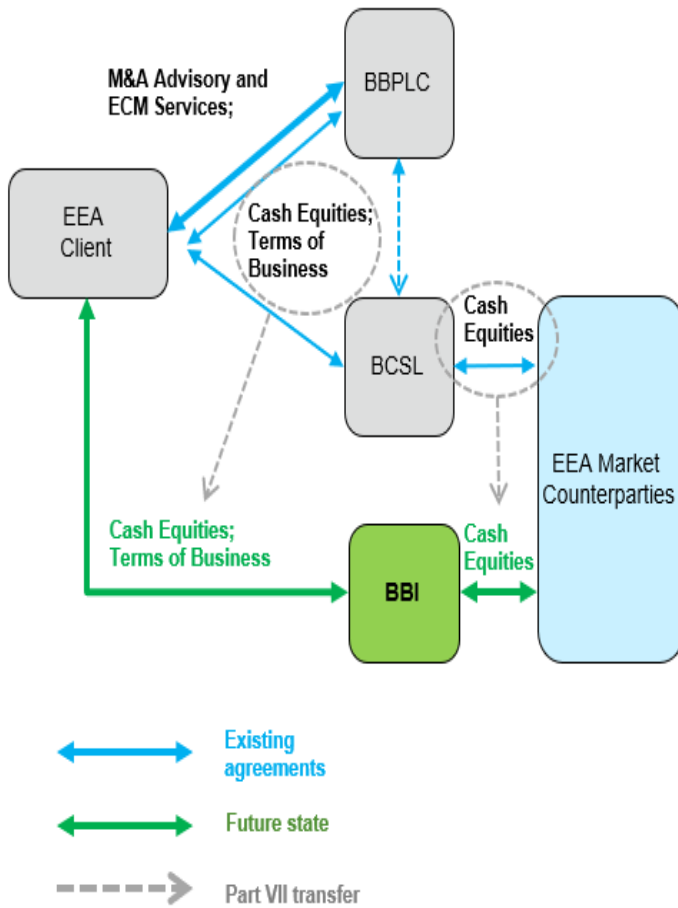 M&A Advisory and
ECM Services;
BBPLC
EEA
Client
Cash Equities;
Terms of
Business
Cash
Equities
BCSL
EEA Market
Counterparties
Cash Equities;
Terms of Business
BBI
Cash
Equities
Existing
agreements
Future state
Part VII transfer